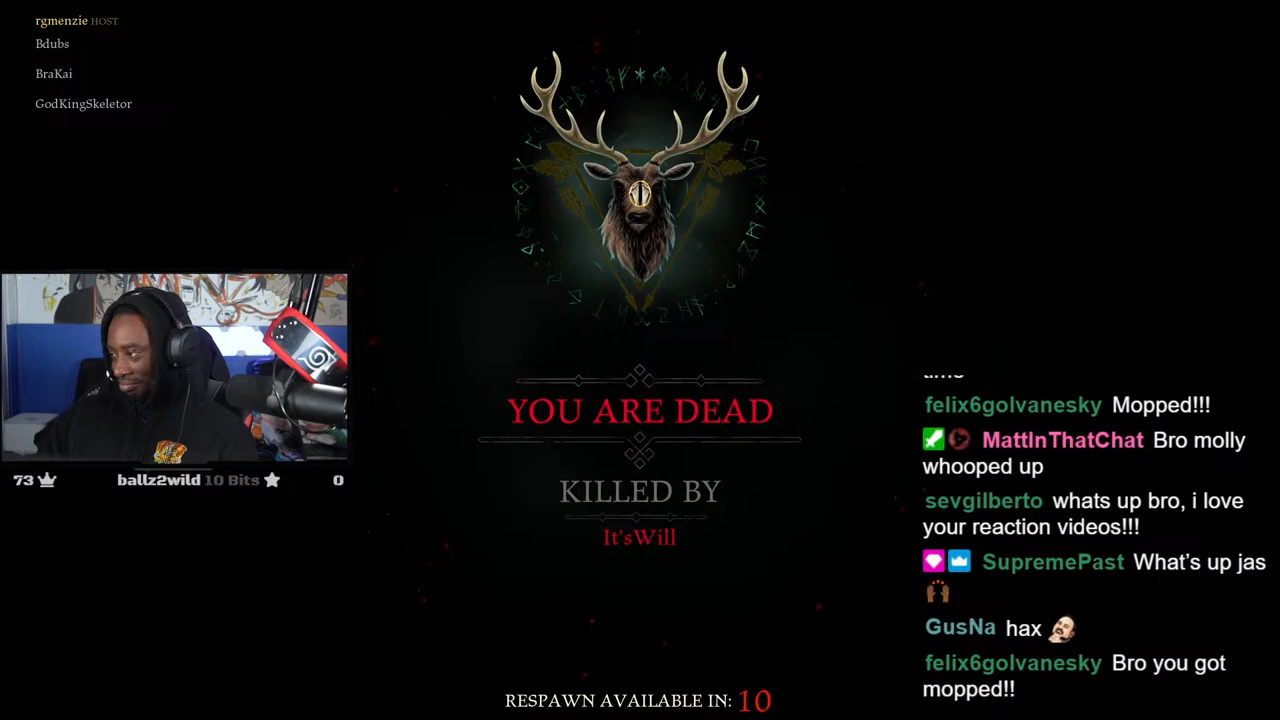 rgmenzie HOST
Bdubs
BraKai
GodKingSkeletor
YOU ARE DEAD
KILLED BY
It'sWill
RESPAWN AVAILABLE IN: 10
73
ballz2wild 10 Bits
0
felix6golvanesky Mopped!!!
MattInThatChat Bro molly
whooped up
sevgilberto whats up bro, i love
your reaction videos!!!
SupremePast What's up jas
GusNa hax
felix6golvanesky Bro you got
mopped!!